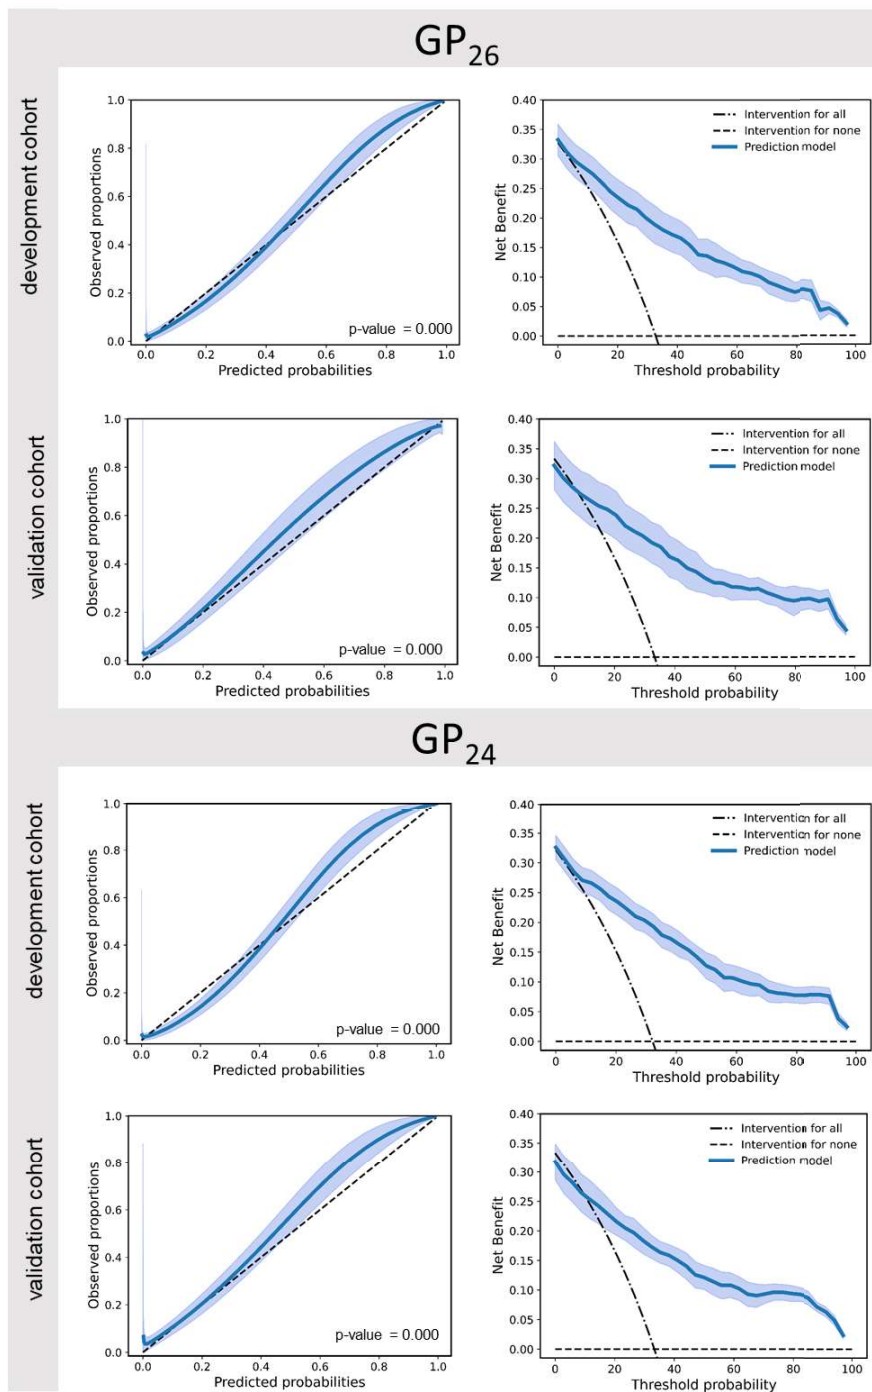 GP26
development cohort
1.0
0.8
0.6
0.4
0.2
0.0
Observed proportions
p-value = 0.000
0.0 0.2 0.4 0.6 0.8 1.0
Predicted probabilities
0.40
0.35
0.30
0.25
0.20
0.15
0.10
0.05
0.00
Net Benefit
Intervention for all
Intervention for none
Prediction model
0 20 40 60 80 100
Threshold probability
validation cohort
1.0
0.8
0.6
0.4
0.2
0.0
Observed proportions
p-value = 0.000
0.0 0.2 0.4 0.6 0.8 1.0
Predicted probabilities
0.40
0.35
0.30
0.25
0.20
0.15
0.10
0.05
0.00
Net Benefit
Intervention for all
Intervention for none
Prediction model
0 20 40 60 80 100
Threshold probability
GP24
development cohort
1.0
0.8
0.6
0.4
0.2
0.0
Observed proportions
p-value = 0.000
0.0 0.2 0.4 0.6 0.8 1.0
Predicted probabilities
0.40
0.35
0.30
0.25
0.20
0.15
0.10
0.05
0.00
Net Benefit
Intervention for all
Intervention for none
Prediction model
0 20 40 60 80 100
Threshold probability
validation cohort
1.0
0.8
0.6
0.4
0.2
0.0
Observed proportions
p-value = 0.000
0.0 0.2 0.4 0.6 0.8 1.0
Predicted probabilities
0.40
0.35
0.30
0.25
0.20
0.15
0.10
0.05
0.00
Net Benefit
Intervention for all
Intervention for none
Prediction model
0 20 40 60 80 100
Threshold probability